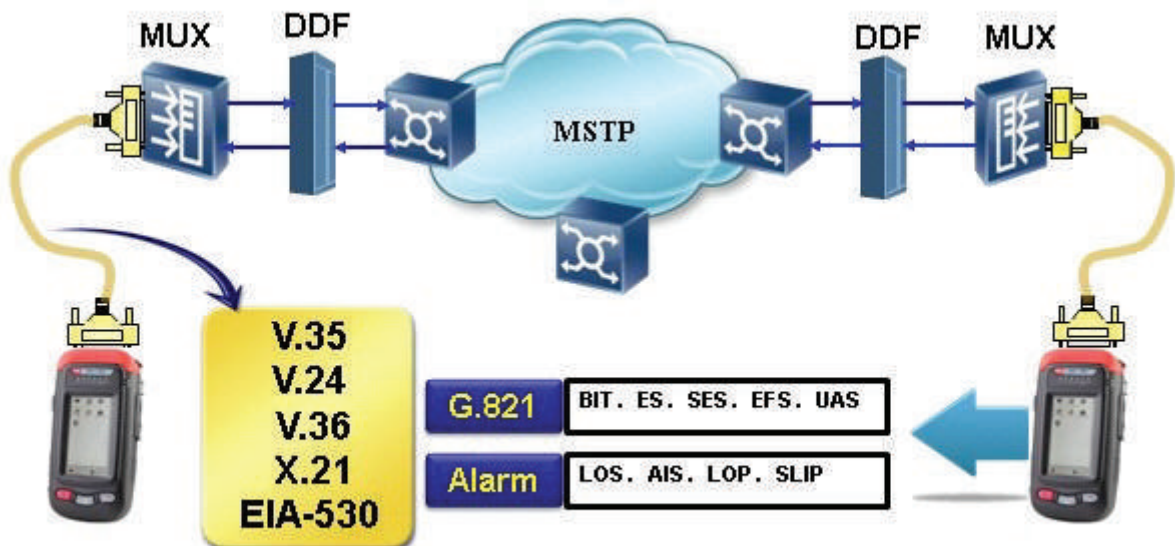 MUX
DDF
DDF
MUX
MSTP
V.35
V.24
V.36
X.21
EIA-530
G.821
BIT. ES. SES. EFS. UAS
Alarm
LOS. AIS. LOP. SLIP